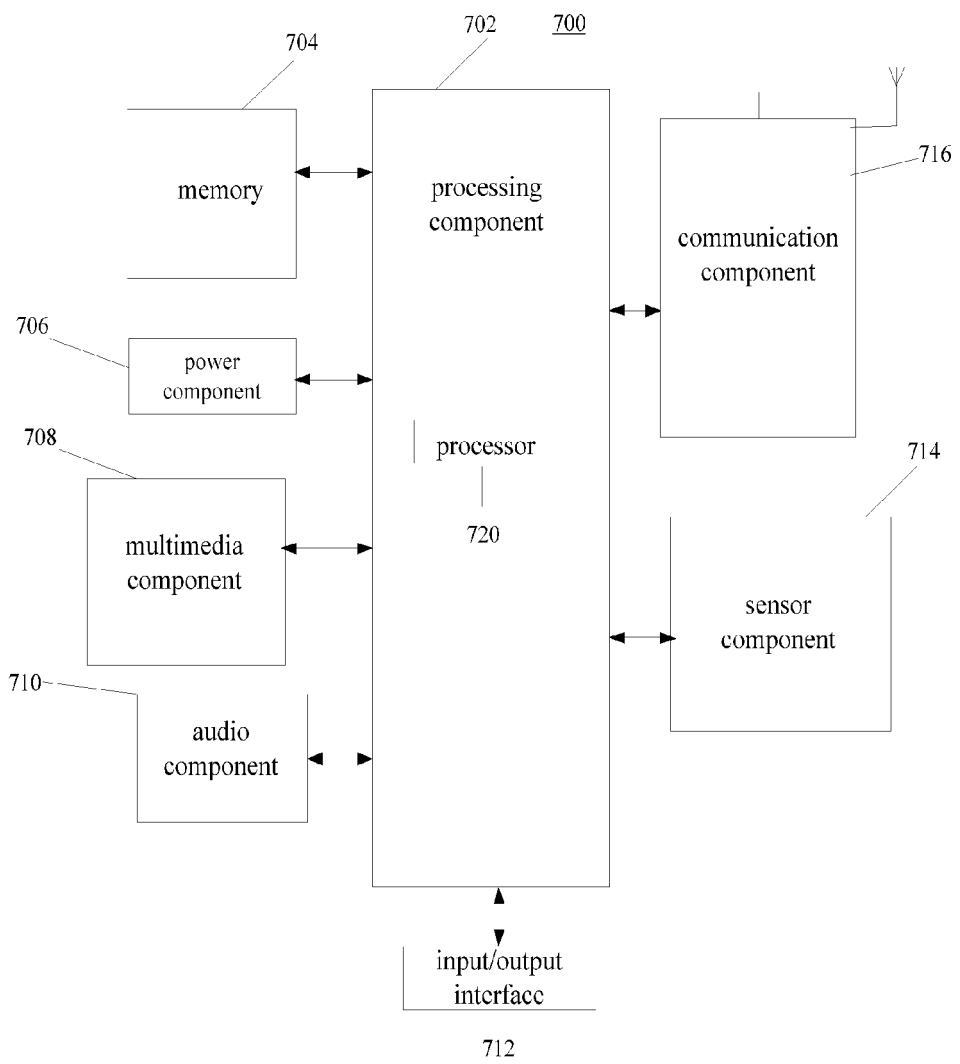 702
700
704
memory
processing
component
716
communication
component
706
power
component
708
processor
720
714
multimedia
component
sensor
component
710
audio
component
input/output
interface
712